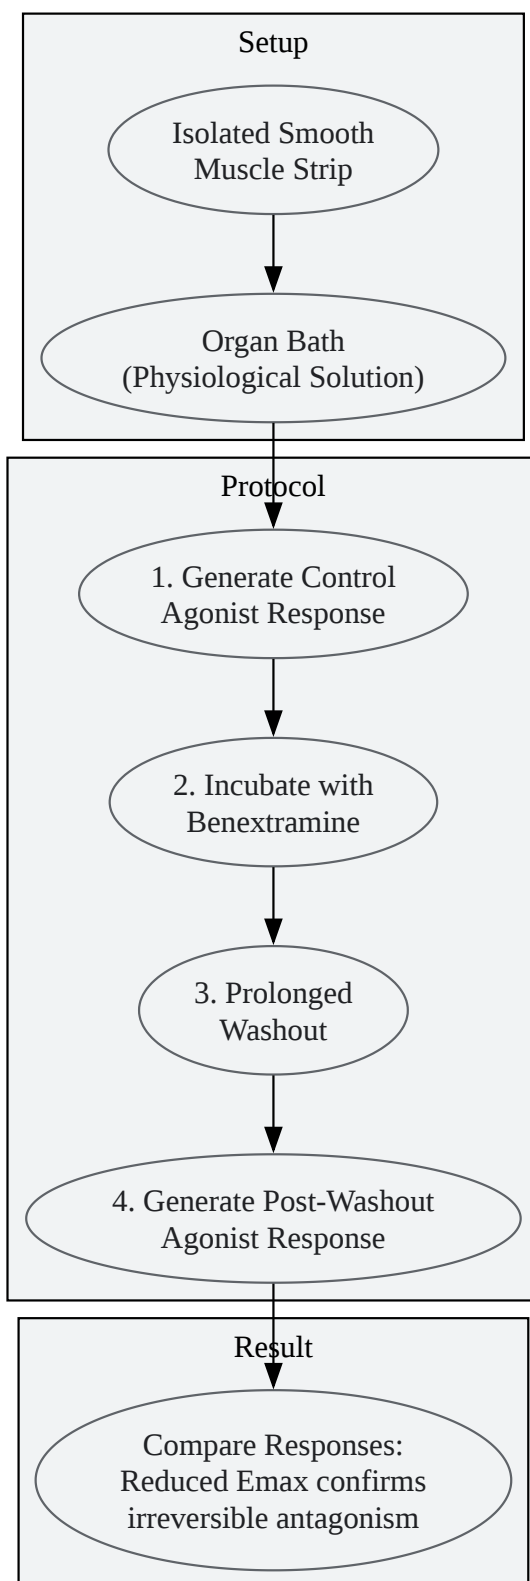 Setup
Isolated Smooth
Muscle Strip
Organ Bath
(Physiological Solution)
Protocol
1. Generate Control
Agonist Response
2. Incubate with
Benextramine
3. Prolonged
Washout
4. Generate Post-Washout
Agonist Response
Result
Compare Responses:
Reduced Emax confirms
irreversible antagonism